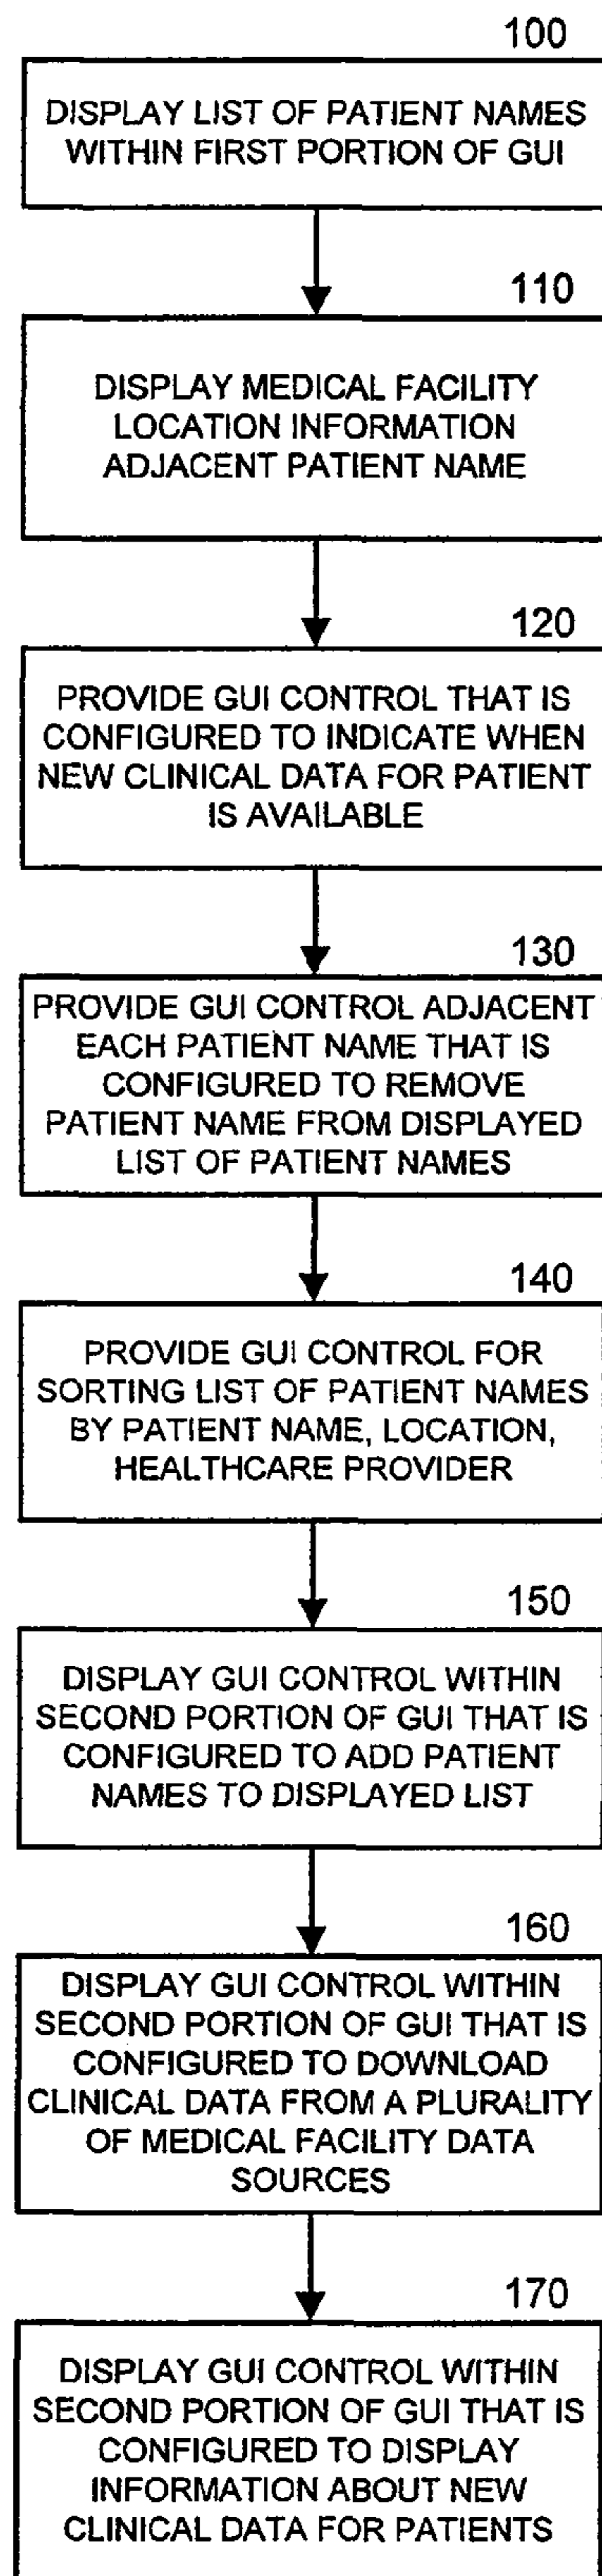 100
DISPLAY LIST OF PATIENT NAMES
WITHIN FIRST PORTION OF GUI
110
DISPLAY MEDICAL FACILITY
LOCATION INFORMATION
ADJACENT PATIENT NAME
120
PROVIDE GUI CONTROL THAT IS
CONFIGURED TO INDICATE WHEN
NEW CLINICAL DATA FOR PATIENT
IS AVAILABLE
130
PROVIDE GUI CONTROL ADJACENT
EACH PATIENT NAME THAT IS
CONFIGURED TO REMOVE
PATIENT NAME FROM DISPLAYED
LIST OF PATIENT NAMES
140
PROVIDE GUI CONTROL FOR
SORTING LIST OF PATIENT NAMES
BY PATIENT NAME, LOCATION,
HEALTHCARE PROVIDER
150
DISPLAY GUI CONTROL WITHIN
SECOND PORTION OF GUI THAT IS
CONFIGURED TO ADD PATIENT
NAMES TO DISPLAYED LIST
160
DISPLAY GUI CONTROL WITHIN
SECOND PORTION OF GUI THAT IS
CONFIGURED TO DOWNLOAD
CLINICAL DATA FROM A PLURALITY
OF MEDICAL FACILITY DATA
SOURCES
170
DISPLAY GUI CONTROL WITHIN
SECOND PORTION OF GUI THAT IS
CONFIGURED TO DISPLAY
INFORMATION ABOUT NEW
CLINICAL DATA FOR PATIENTS